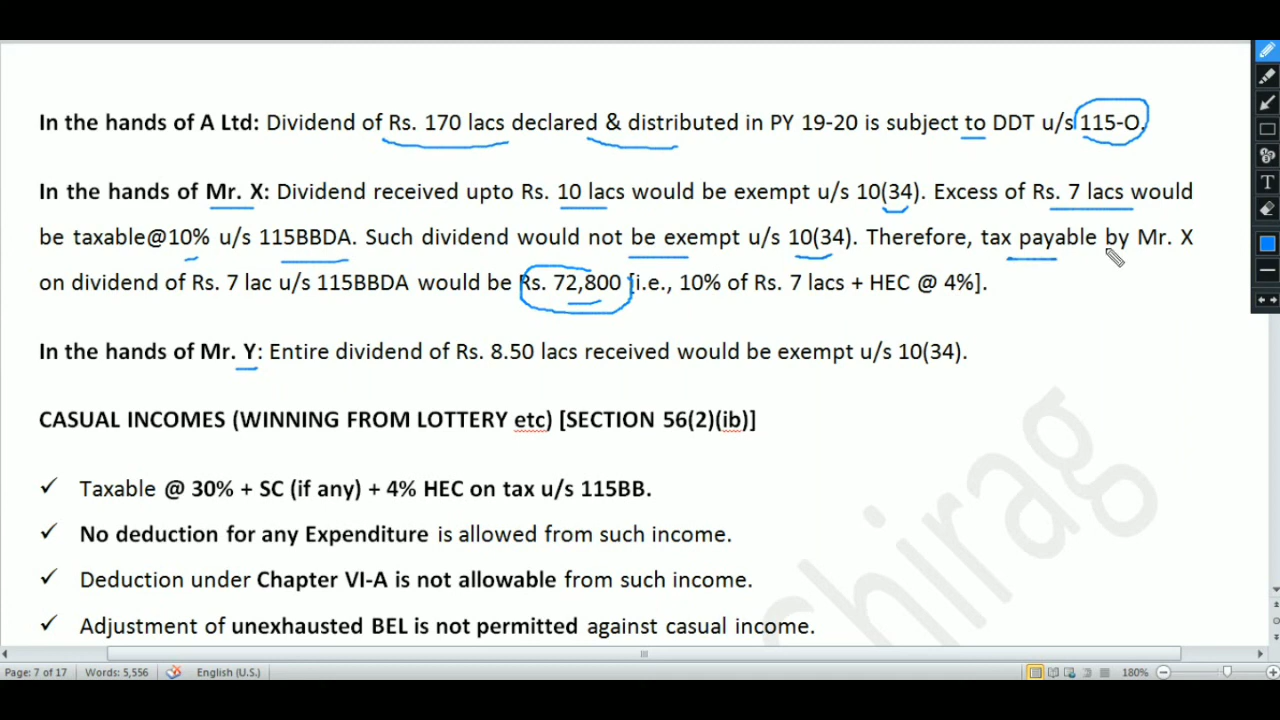 In the hands of A Ltd: Dividend of Rs. 170 lacs declared & distributed in PY 19-20 is subject to DDT u/s 115-O.
In the hands of Mr. X: Dividend received upto Rs. 10 lacs would be exempt u/s 10(34). Excess of Rs. 7 lacs would
be taxable@10% u/s 115BBDA. Such dividend would not be exempt u/s 10(34). Therefore, tax payable by Mr. X
on dividend of Rs. 7 lac u/s 115BBDA would be Rs. 72,800 [i.e., 10% of Rs. 7 lacs + HEC @ 4%].
In the hands of Mr. Y: Entire dividend of Rs. 8.50 lacs received would be exempt u/s 10(34).
CASUAL INCOMES (WINNING FROM LOTTERY etc) [SECTION 56(2)(ib)]
✓ Taxable @ 30% + SC (if any) + 4% HEC on tax u/s 115BB.
✓ No deduction for any Expenditure is allowed from such income.
✓ Deduction under Chapter VI-A is not allowable from such income.
✓ Adjustment of unexhausted BEL is not permitted against casual income.
Chirag
Page: 7 of 17 Words: 5,556 English (U.S.) 180%